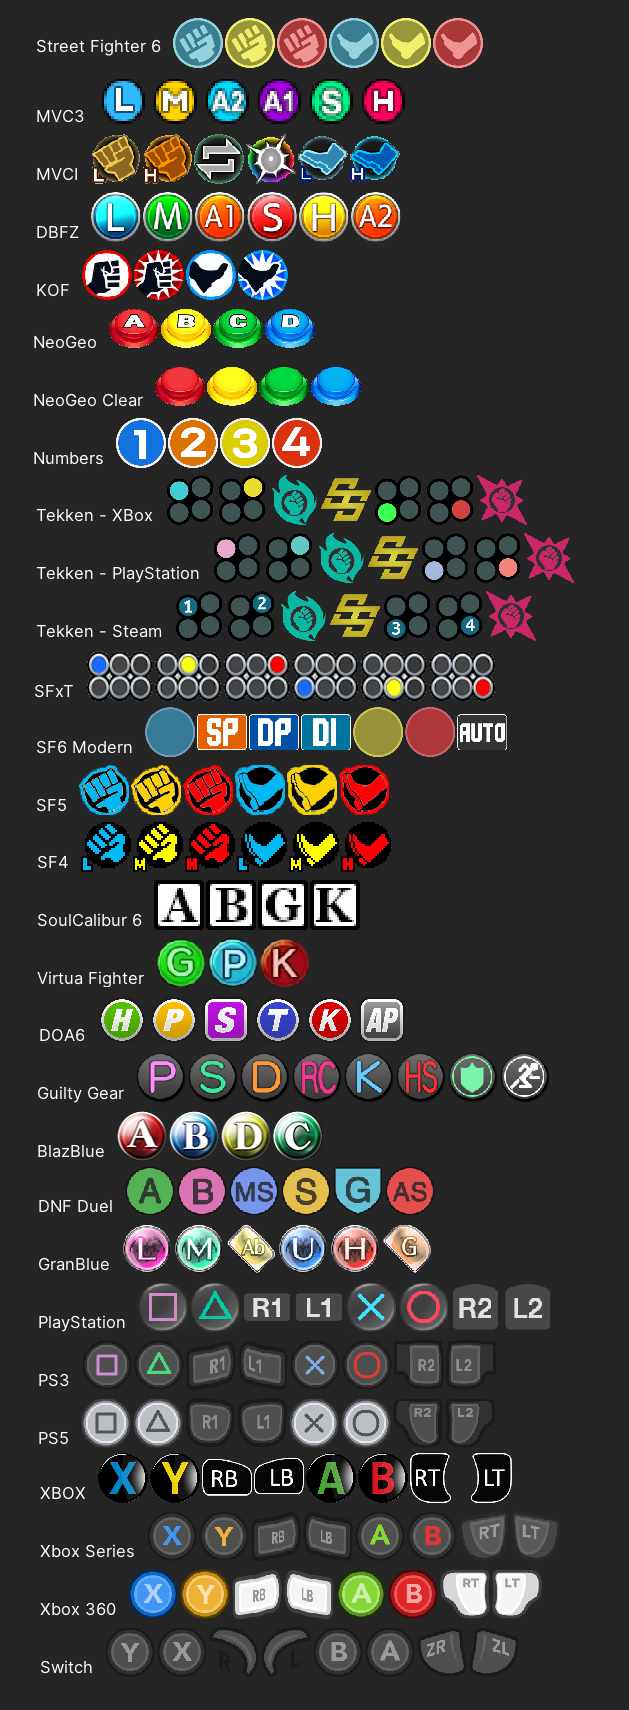 Street Fighter 6
MVC3 L M A2 A1 S H
MVCI L H L H
DBFZ L M A1 S H A2
KOF
NeoGeo A B C D
NeoGeo Clear
Numbers 1 2 3 4
Tekken - XBox
Tekken - PlayStation
Tekken - Steam 1 2 3 4
SFxT
SF6 Modern SP DP DI AUTO
SF5
SF4 L M H L M H
SoulCalibur 6 A B G K
Virtua Fighter G P K
DOA6 H P S T K AP
Guilty Gear P S D RC K HS
BlazBlue A B D C
DNF Duel A B MS S G AS
GranBlue L M Ab U H G
PlayStation R1 L1 R2 L2
PS3 R1 L1 R2 L2
PS5 R1 L1 R2 L2
XBOX X Y RB LB A B RT LT
Xbox Series X Y RB LB A B RT LT
Xbox 360 X Y RB LB A B RT LT
Switch Y X R L B A ZR ZL